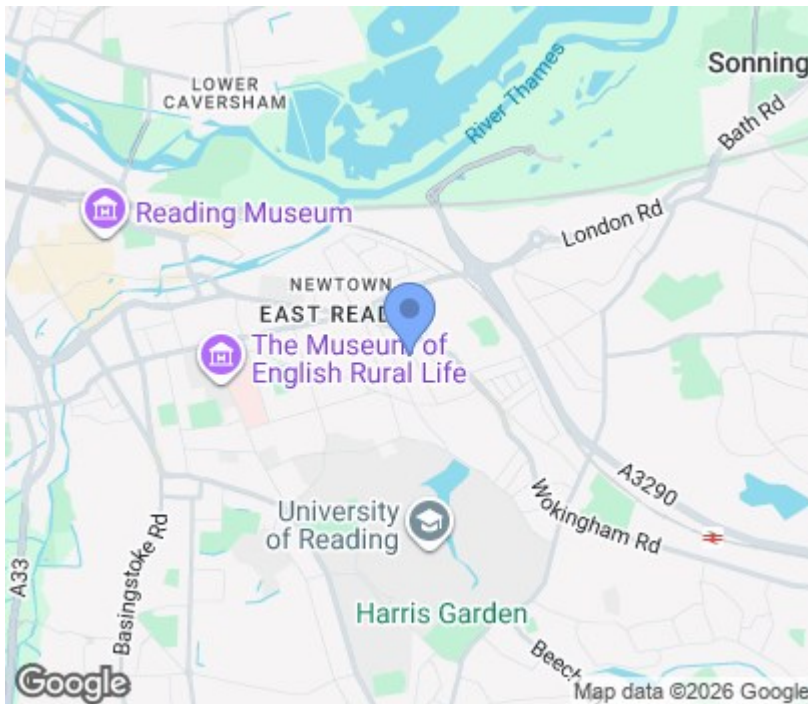 LOWER
CAVERSHAM
River Thames
Sonning
Bath Rd
Reading Museum
London Rd
NEWTOWN
EAST READ
The Museum of
English Rural Life
A3290
Wokingham Rd
University
of Reading
Basingstoke Rd
A33
Harris Garden
Beech
Google
Map data ©2026 Google